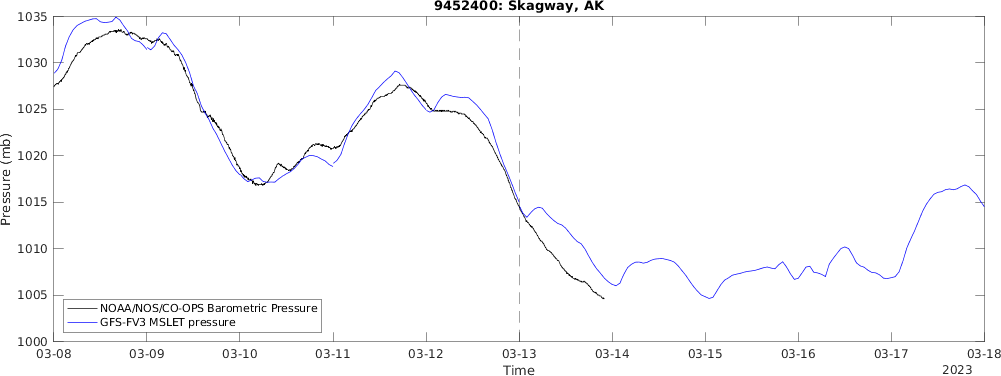 9452400: Skagway, AK
1035
1030
1025
1020
1015
1010
1005
1000
Pressure (mb)
NOAA/NOS/CO-OPS Barometric Pressure
GFS-FV3 MSLET pressure
03-08 03-09 03-10 03-11 03-12 03-13 03-14 03-15 03-16 03-17 03-18
Time
2023